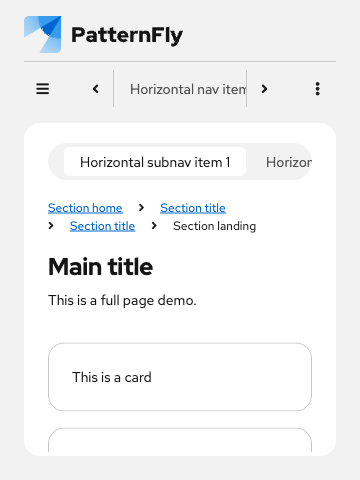 PatternFly
Horizontal nav item
Horizontal subnav item 1
Horizon
Section home
Section title
Section title
Section landing
Main title
This is a full page demo.
This is a card